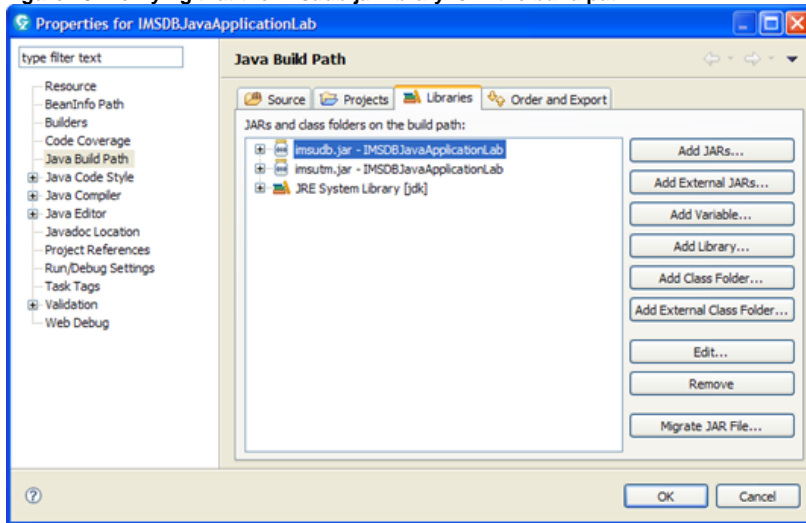 Properties for IMSDBJavaApplicationLab
type filter text
Resource
BeanInfo Path
Builders
Code Coverage
Java Build Path
Java Code Style
Java Compiler
Java Editor
Javadoc Location
Project References
Run/Debug Settings
Task Tags
Validation
Web Debug
Java Build Path
Source
Projects
Libraries
Order and Export
JARs and class folders on the build path:
imsudb.jar - IMSDBJavaApplicationLab
imsutm.jar - IMSDBJavaApplicationLab
JRE System Library [jdk]
Add JARs...
Add External JARs...
Add Variable...
Add Library...
Add Class Folder...
Add External Class Folder...
Edit...
Remove
Migrate JAR File...
OK
Cancel